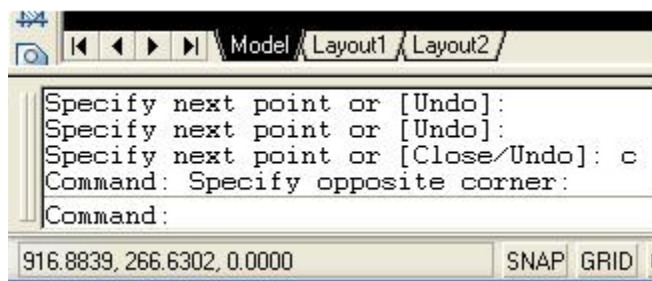 Model Layout1 Layout2
Specify next point or [Undo]:
Specify next point or [Undo]:
Specify next point or [Close/Undo]: c
Command: Specify opposite corner:
Command:
916.8839, 266.6302, 0.0000 SNAP GRID